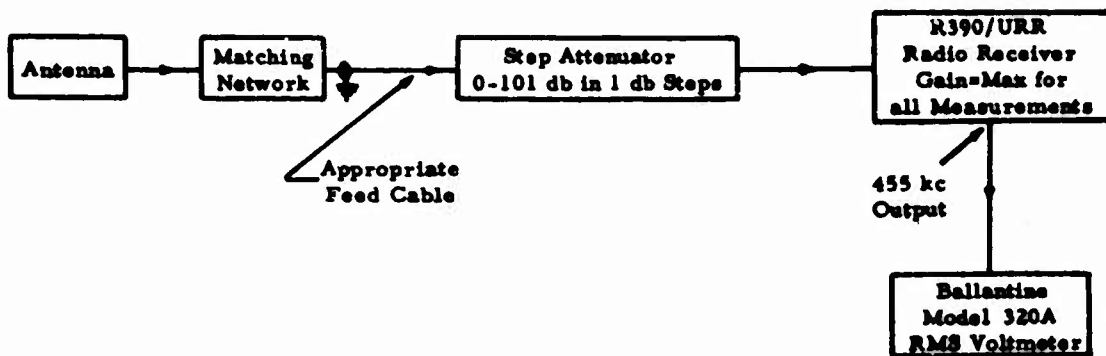 Antenna
Matching
Network
Step Attenuator
0-101 db in 1 db Steps
R390/URR
Radio Receiver
Gain=Max for
all Measurements
Appropriate
Feed Cable
455 kc
Output
Ballantine
Model 320A
RMS Voltmeter